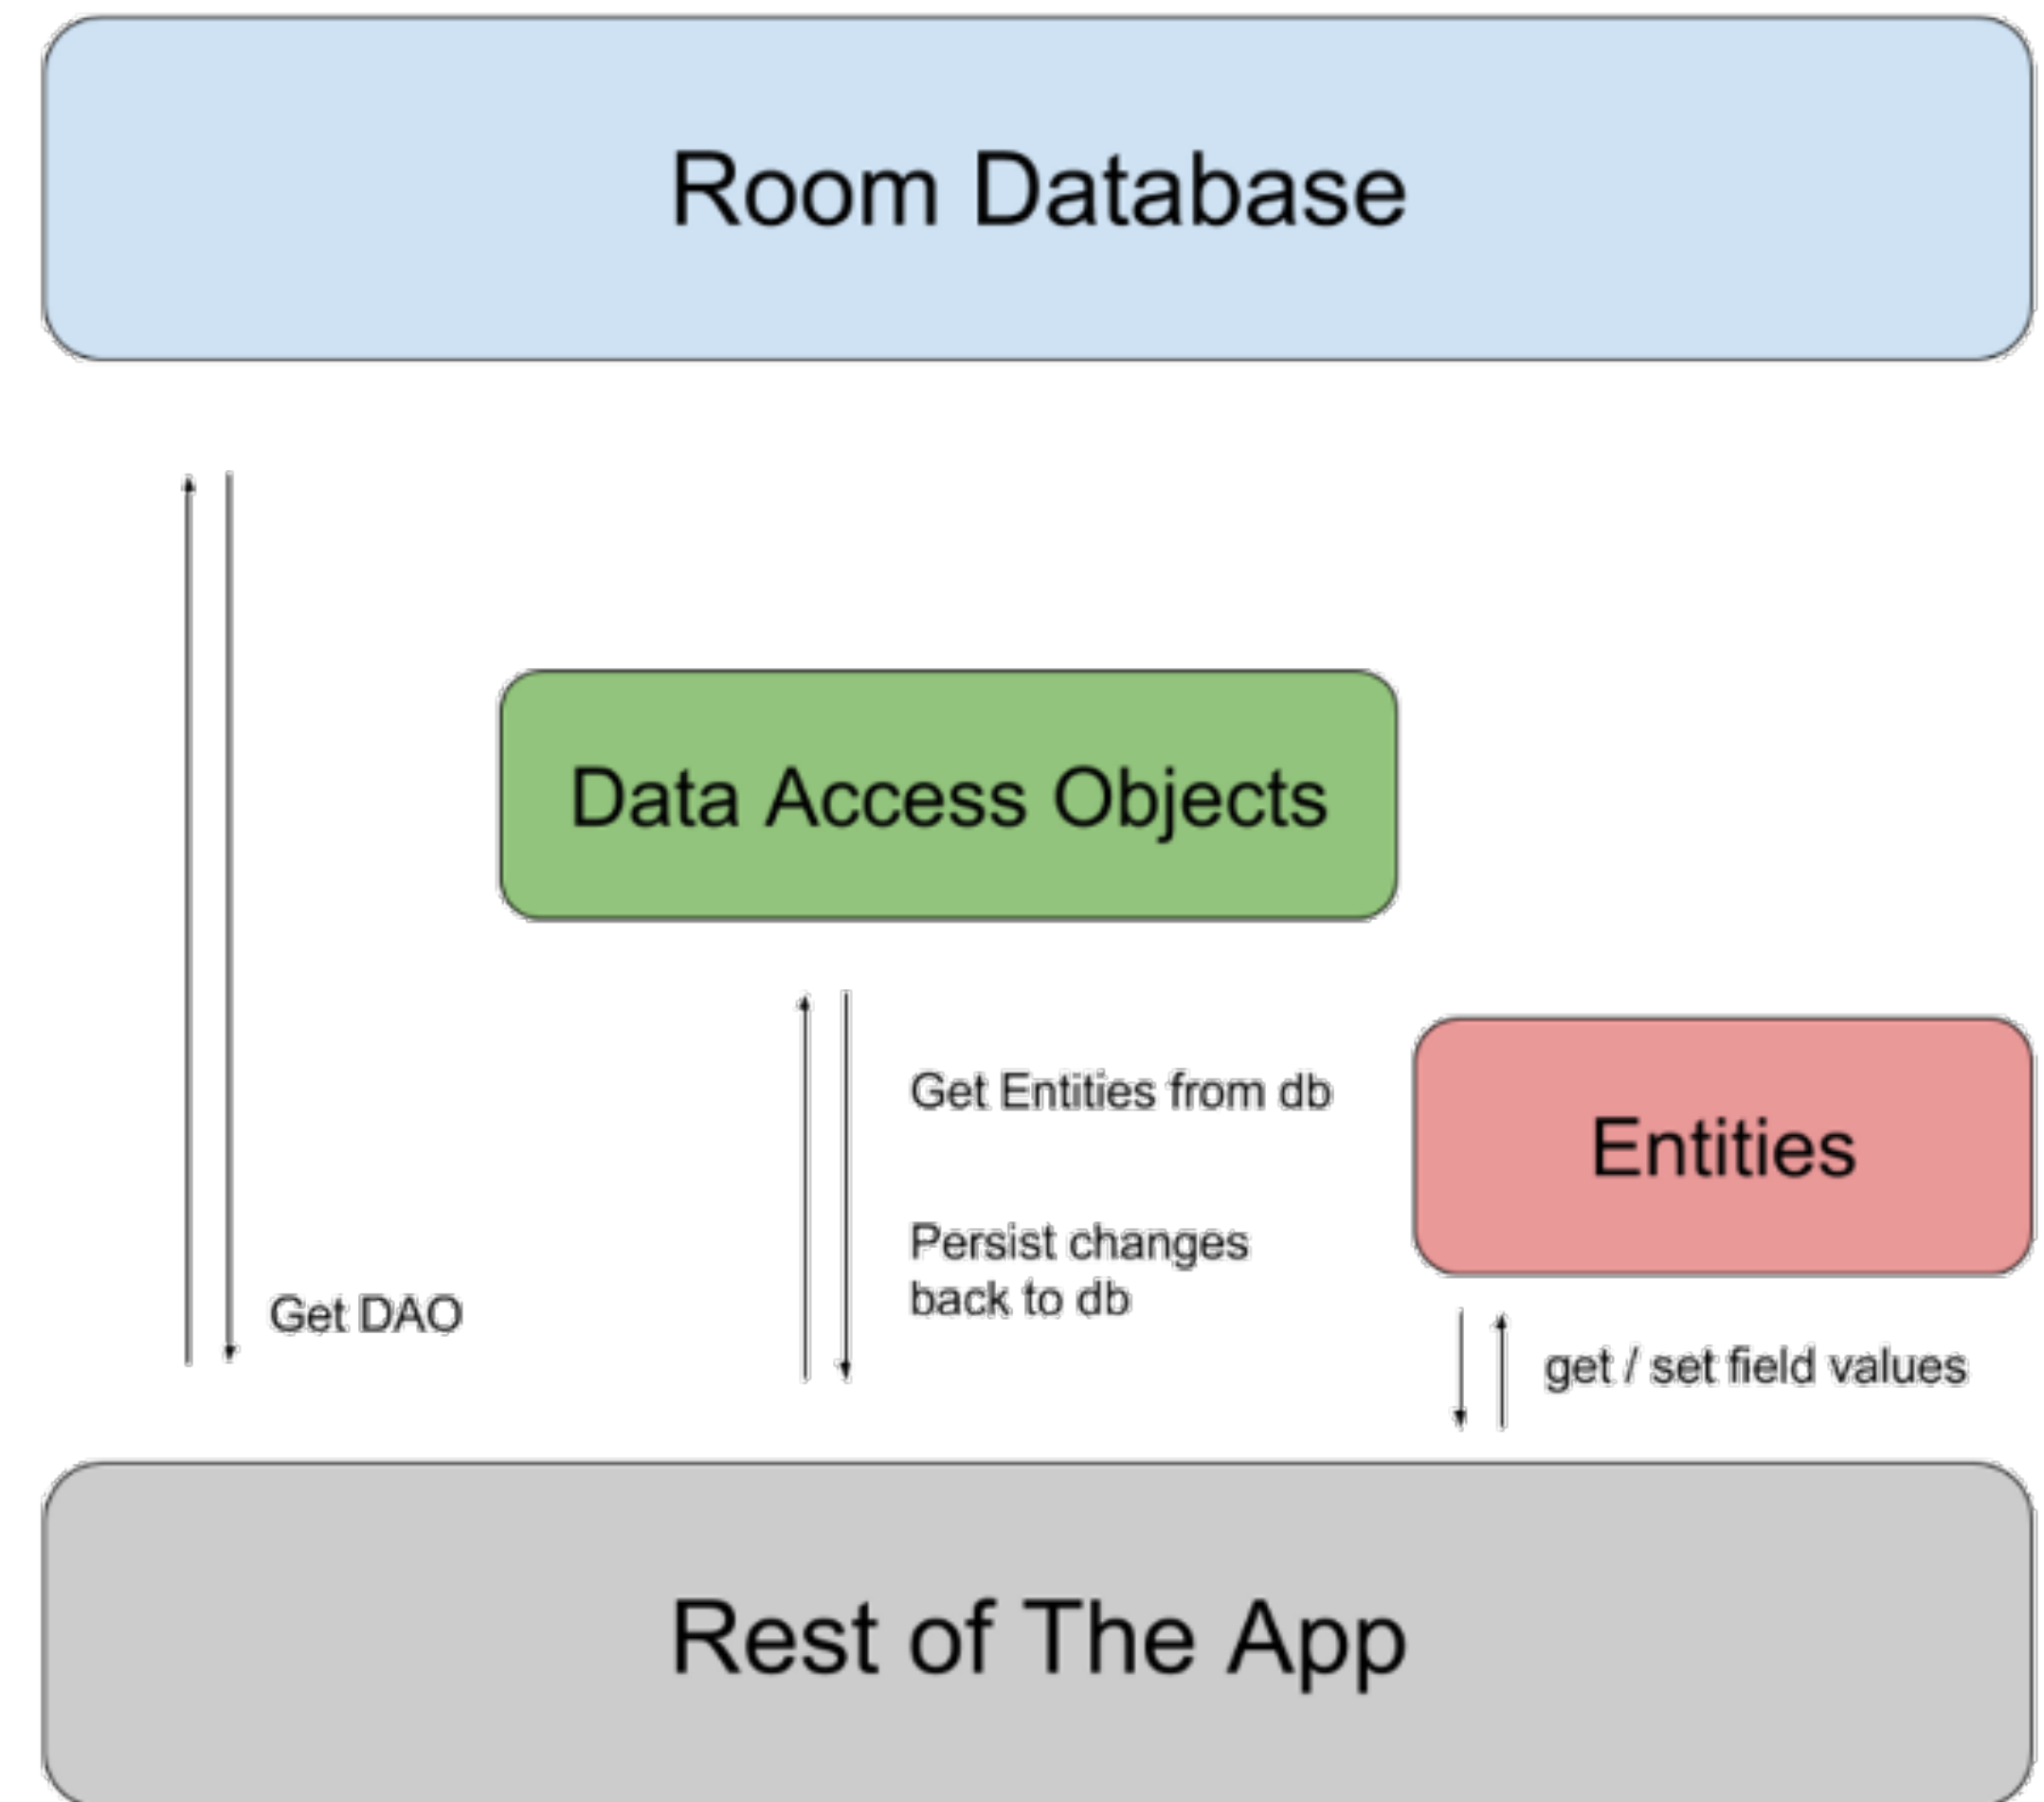 Room Database
Data Access Objects
Get Entities from db
Entities
Persist changes
back to db
Get DAO
get / set field values
Rest of The App